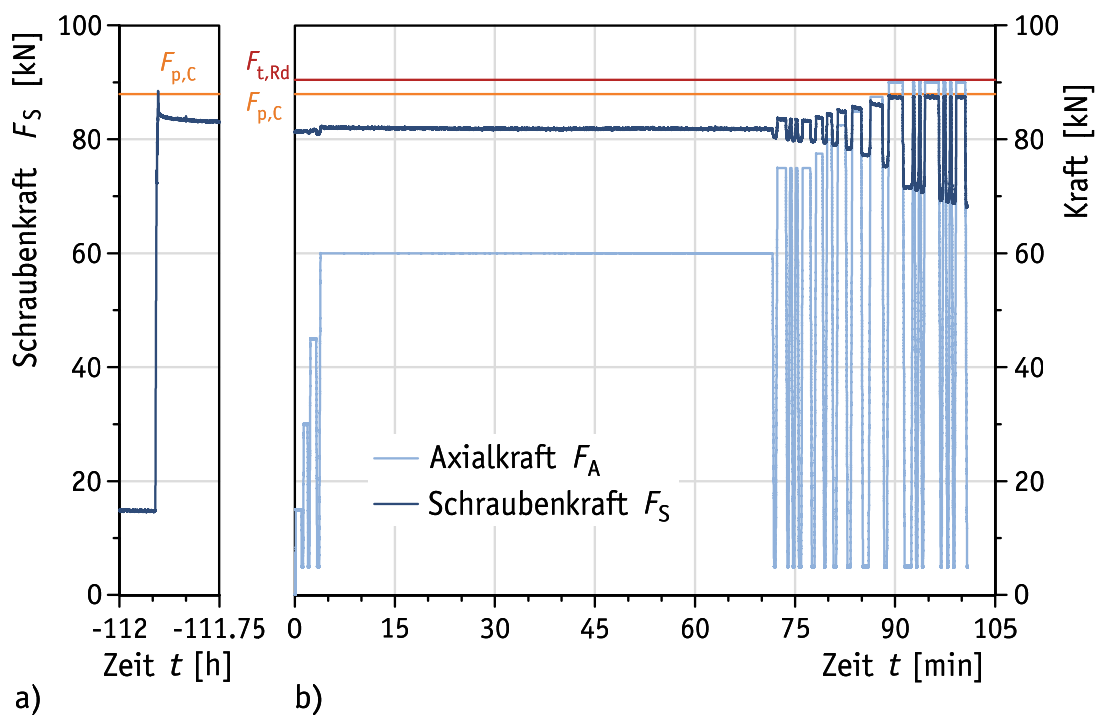 Schraubenkraft F_S [kN]
100
80
60
40
20
0
F_p,C
-112
-111.75
Zeit t [h]
a)
F_t,Rd
F_p,C
Axialkraft F_A
Schraubenkraft F_S
0
15
30
45
60
75
90
105
Zeit t [min]
b)
100
80
60
40
20
0
Kraft [kN]